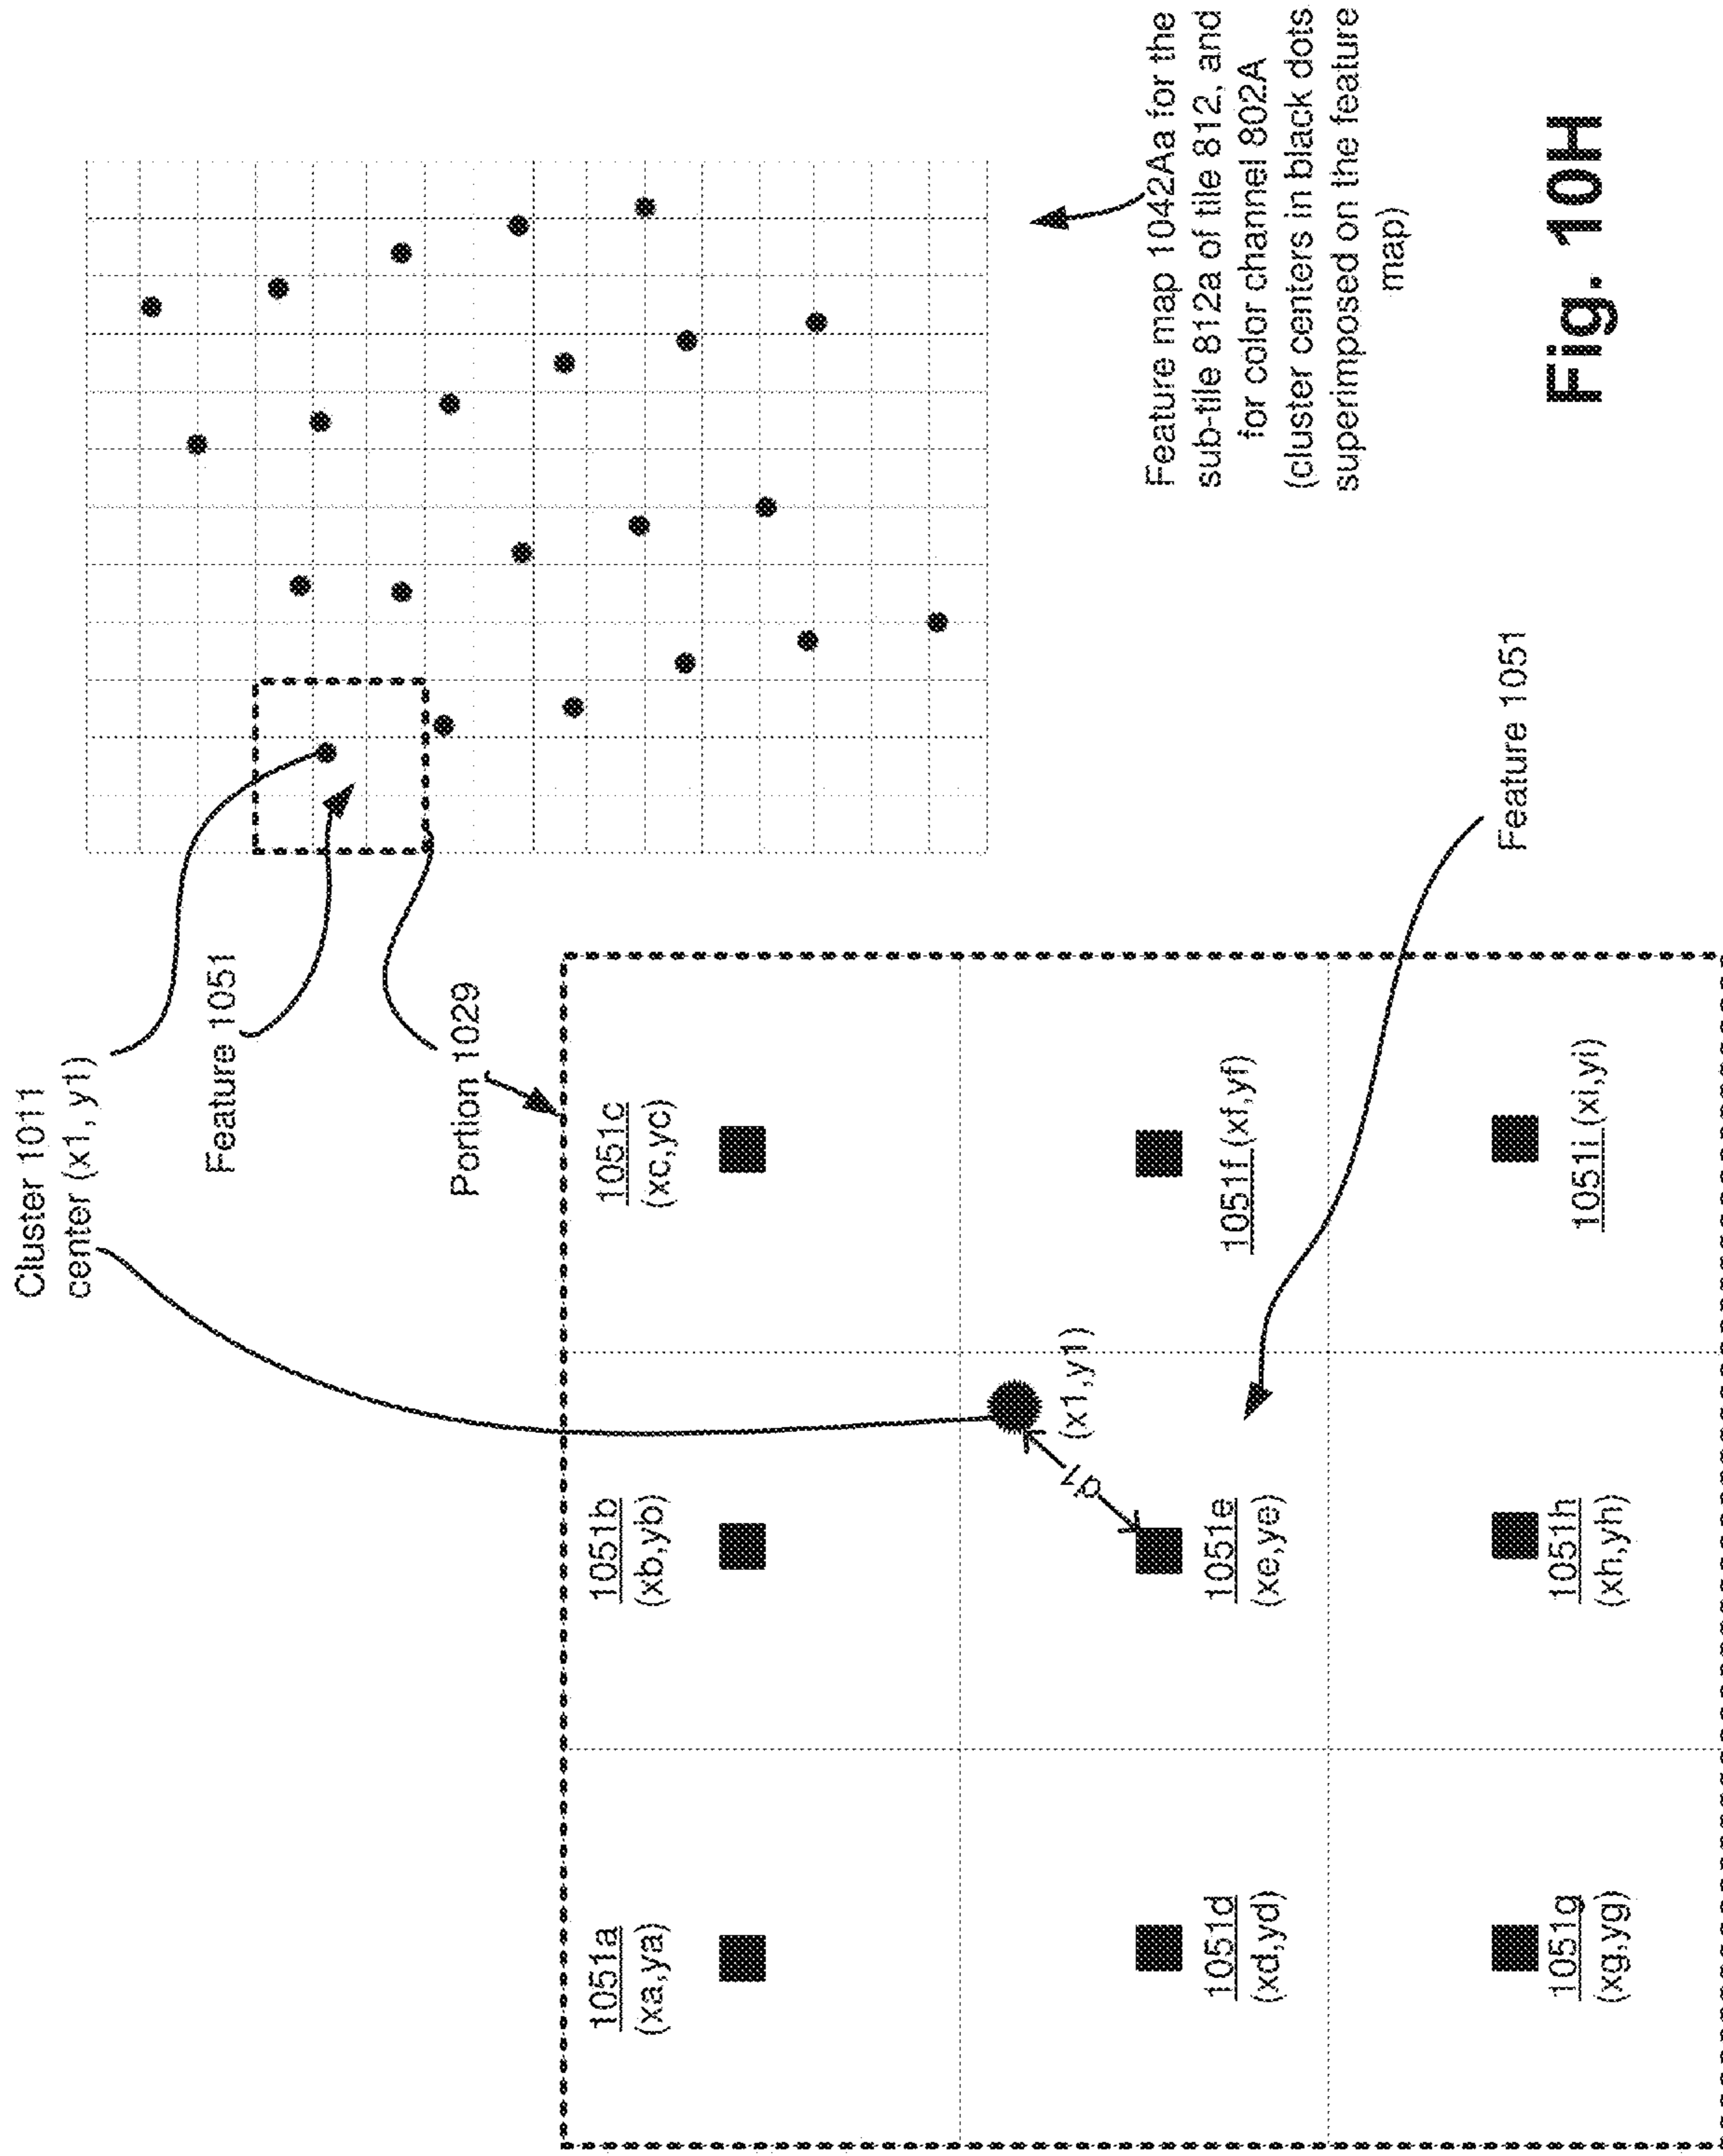 Cluster 1011
center (x1, y1)
Feature 1051
Portion 1029
1051a
(xa,ya)
1051b
(xb,yb)
1051c
(xc,yc)
(x1,y1)
d1
1051d
(xd,yd)
1051e
(xe,ye)
1051f (xf,yf)
1051g
(xg,yg)
1051h
(xh,yh)
1051i (xi,yi)
Feature 1051
Feature map 1042Aa for the
sub-tile 812a of tile 812, and
for color channel 802A
(cluster centers in black dots
superimposed on the feature
map)
Fig. 10H